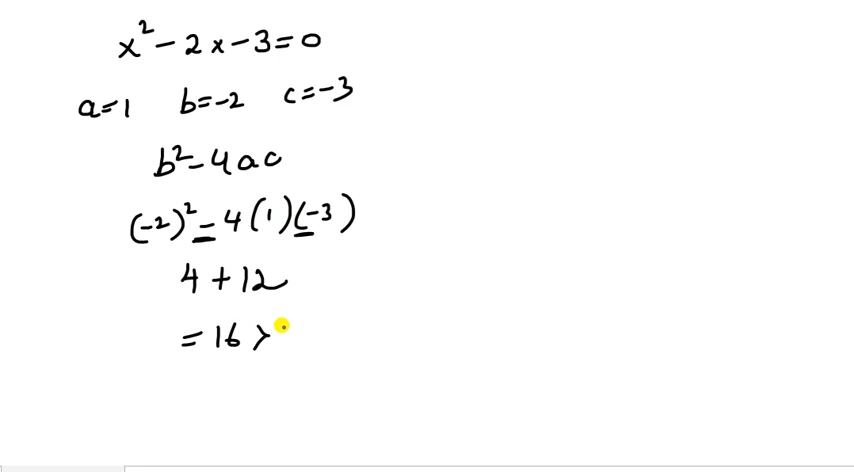 x² - 2x - 3 = 0
a = 1 b = -2 c = -3
b² - 4ac
(-2)² - 4(1)(-3)
4 + 12
= 16 >